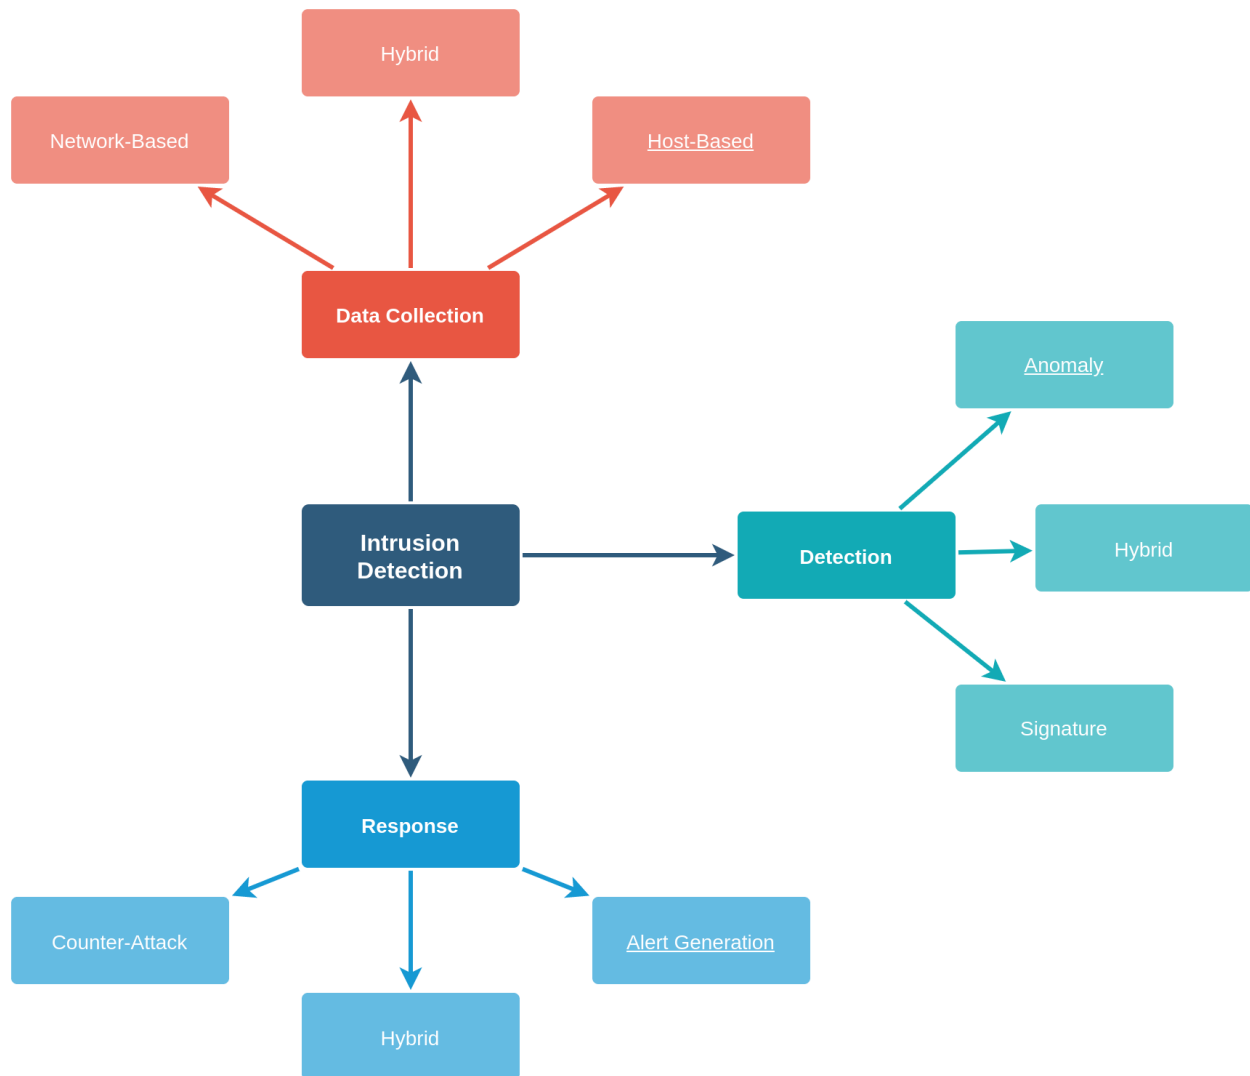 Hybrid
Network-Based
Host-Based
Data Collection
Anomaly
Intrusion
Detection
Detection
Hybrid
Signature
Response
Counter-Attack
Alert Generation
Hybrid